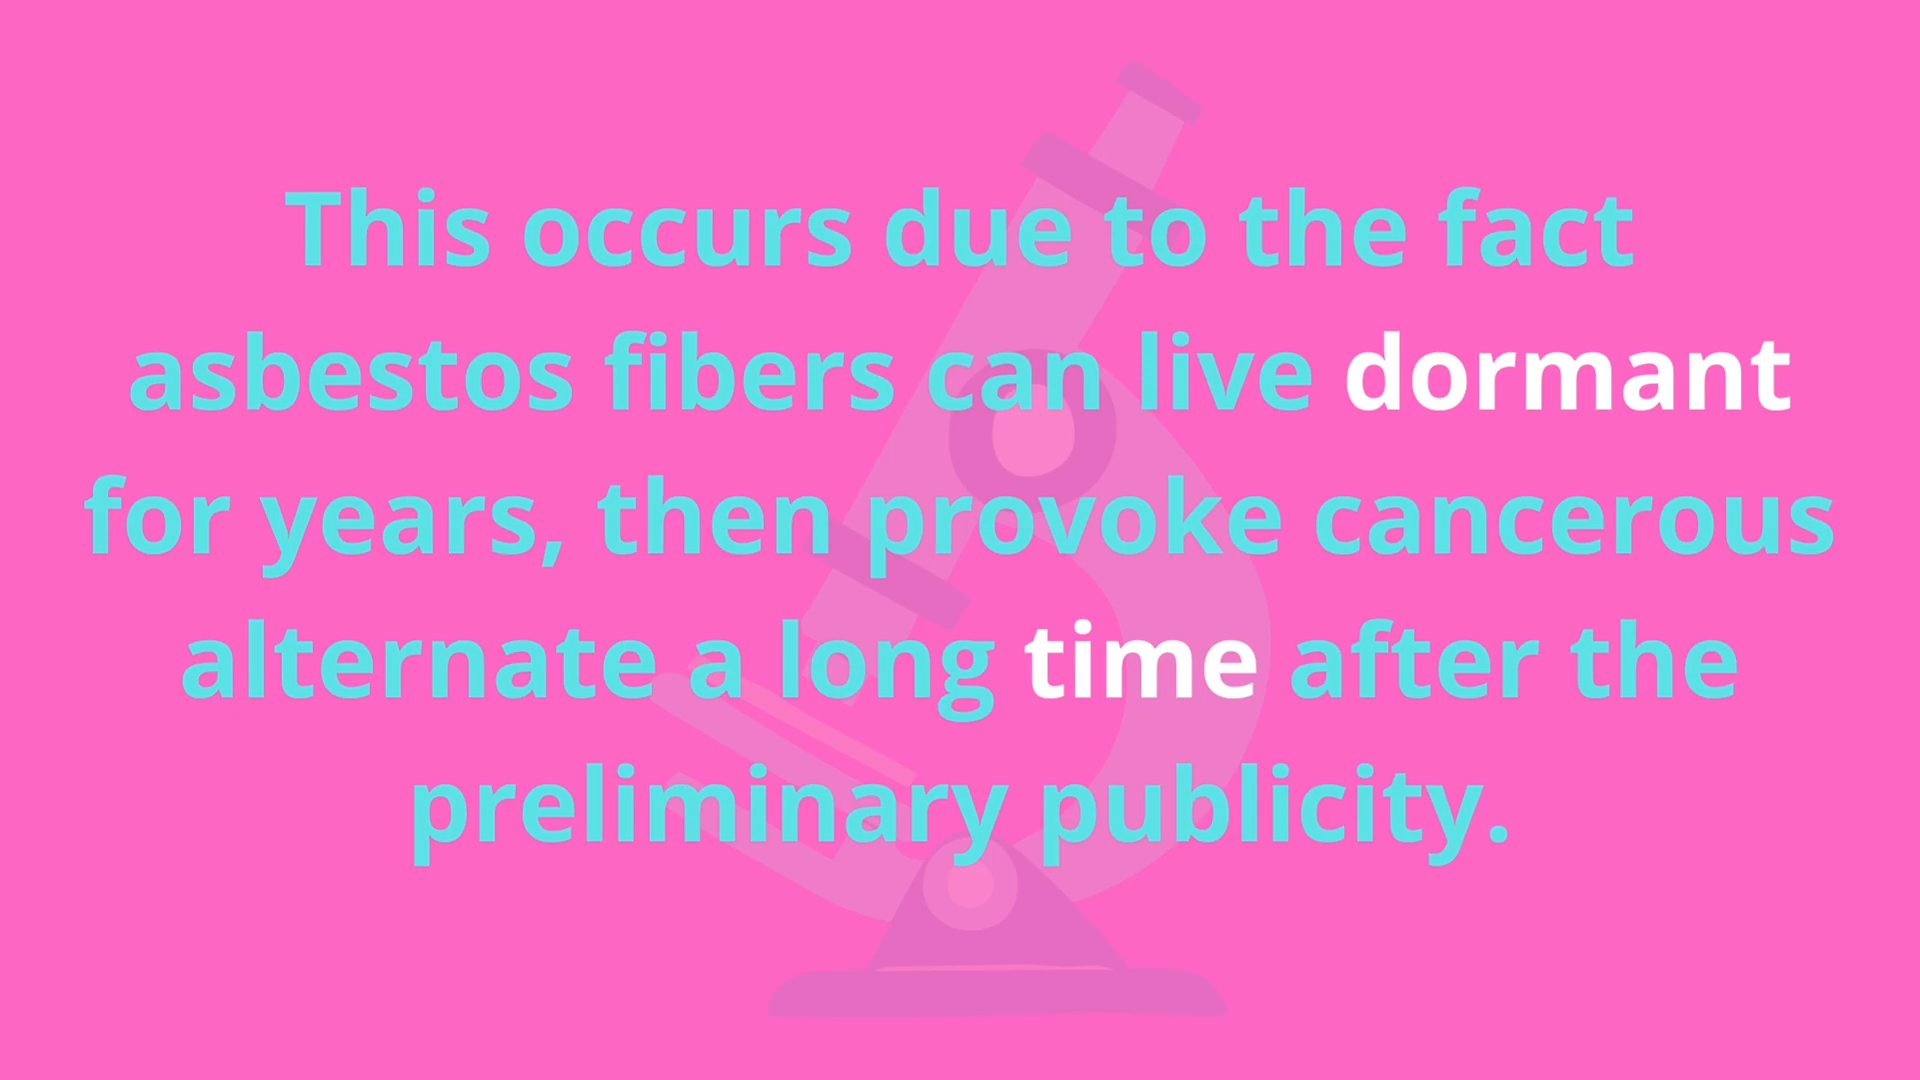 This occurs due to the fact
asbestos fibers can live dormant
for years, then provoke cancerous
alternate a long time after the
preliminary publicity.